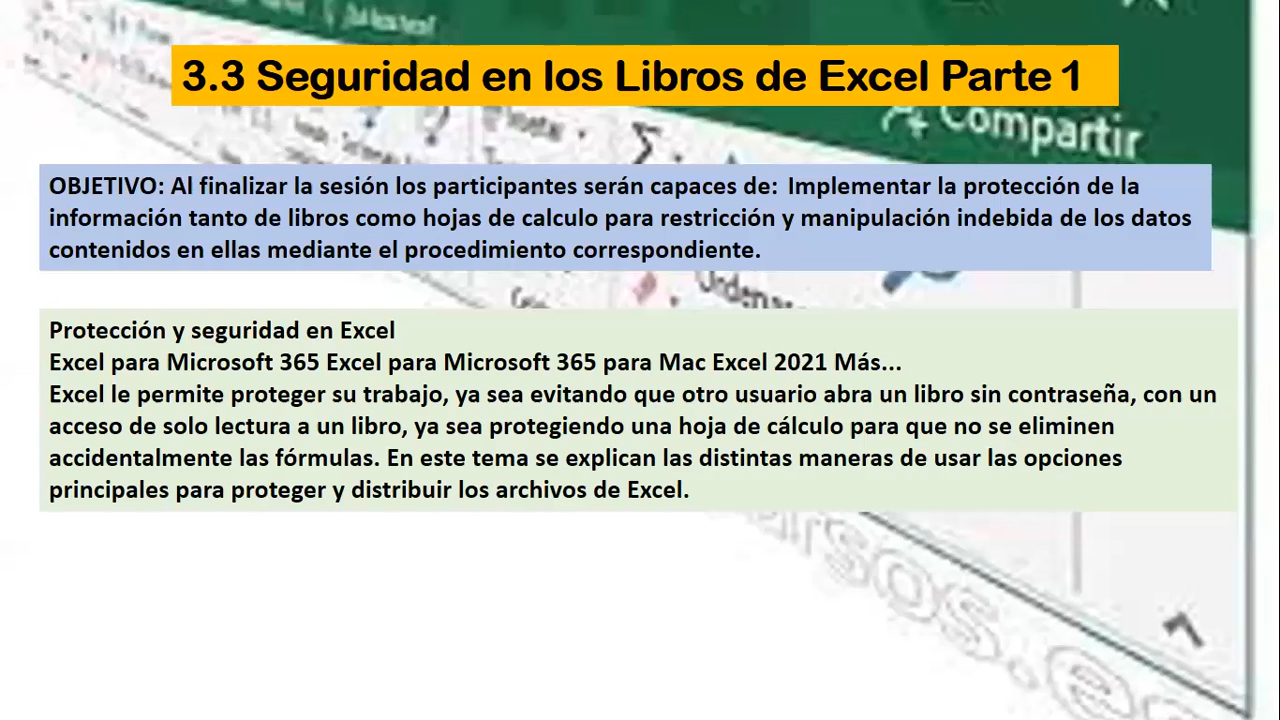 3.3 Seguridad en los Libros de Excel Parte 1
Compartir
OBJETIVO: Al finalizar la sesión los participantes serán capaces de: Implementar la protección de la
información tanto de libros como hojas de calculo para restricción y manipulación indebida de los datos
contenidos en ellas mediante el procedimiento correspondiente.
Protección y seguridad en Excel
Excel para Microsoft 365 Excel para Microsoft 365 para Mac Excel 2021 Más...
Excel le permite proteger su trabajo, ya sea evitando que otro usuario abra un libro sin contraseña, con un
acceso de solo lectura a un libro, ya sea protegiendo una hoja de cálculo para que no se eliminen
accidentalmente las fórmulas. En este tema se explican las distintas maneras de usar las opciones
principales para proteger y distribuir los archivos de Excel.